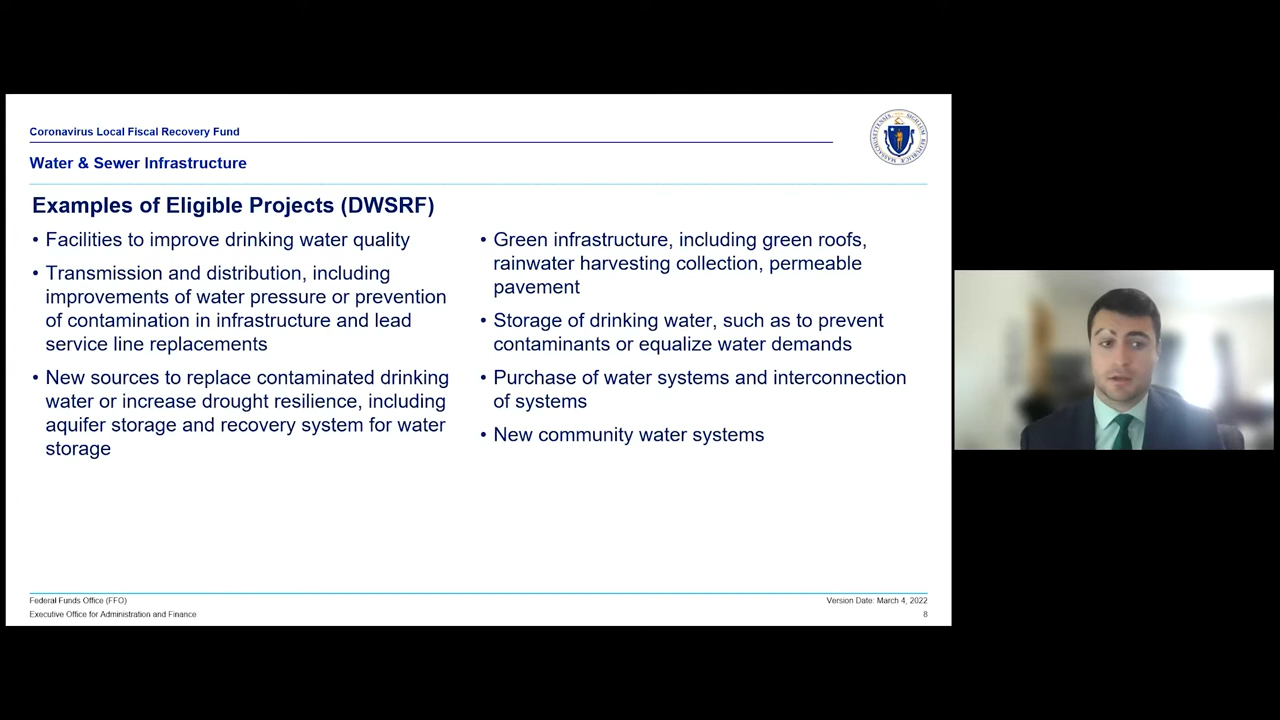 Coronavirus Local Fiscal Recovery Fund
Water & Sewer Infrastructure
Examples of Eligible Projects (DWSRF)
• Facilities to improve drinking water quality
• Transmission and distribution, including
improvements of water pressure or prevention
of contamination in infrastructure and lead
service line replacements
• New sources to replace contaminated drinking
water or increase drought resilience, including
aquifer storage and recovery system for water
storage
• Green infrastructure, including green roofs,
rainwater harvesting collection, permeable
pavement
• Storage of drinking water, such as to prevent
contaminants or equalize water demands
• Purchase of water systems and interconnection
of systems
• New community water systems
Federal Funds Office (FFO)
Executive Office for Administration and Finance
Version Date: March 4, 2022
8